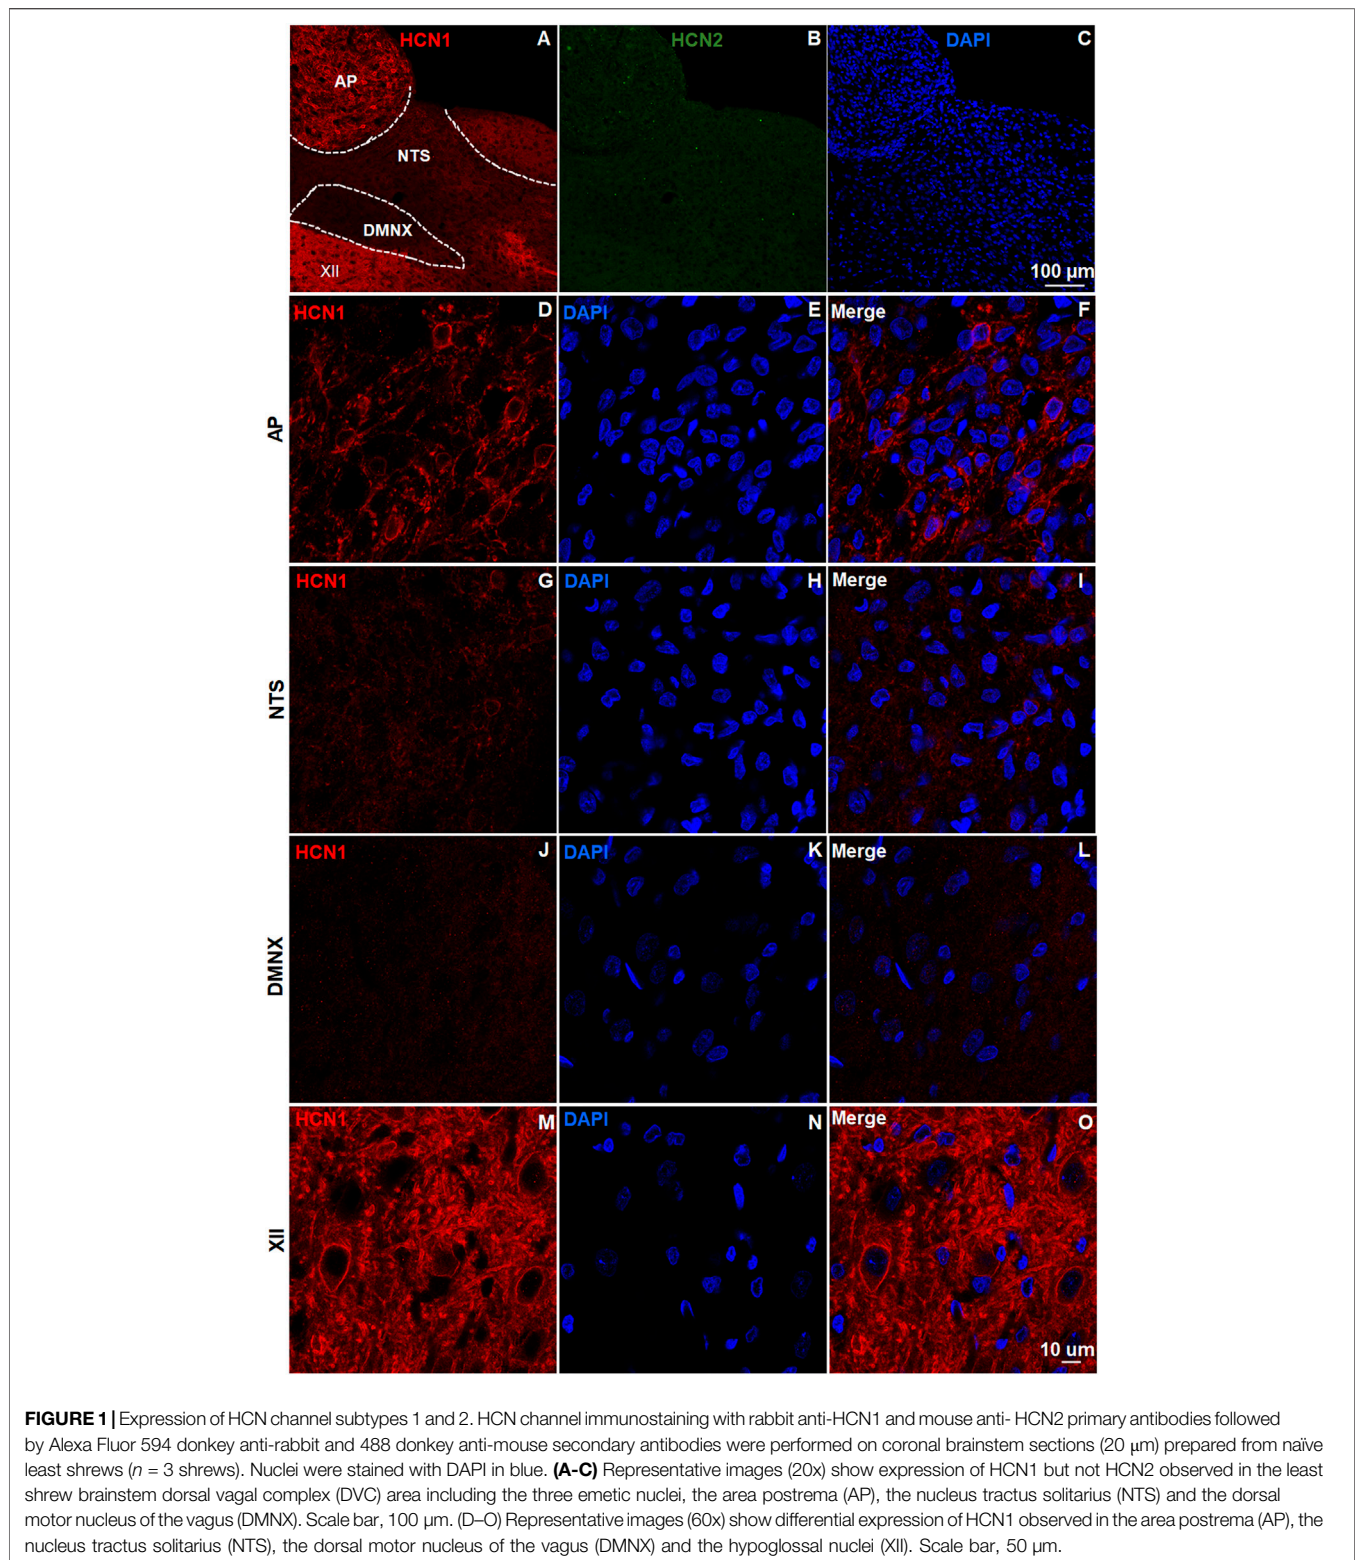 HCN1 A HCN2 B DAPI C
AP
NTS
DMNX
XII
100 µm
HCN1 D DAPI E Merge F
AP
HCN1 G DAPI H Merge I
NTS
HCN1 J DAPI K Merge L
DMNX
HCN1 M DAPI N Merge O
XII
10 um
FIGURE 1 | Expression of HCN channel subtypes 1 and 2. HCN channel immunostaining with rabbit anti-HCN1 and mouse anti- HCN2 primary antibodies followed
by Alexa Fluor 594 donkey anti-rabbit and 488 donkey anti-mouse secondary antibodies were performed on coronal brainstem sections (20 µm) prepared from naïve
least shrews (n = 3 shrews). Nuclei were stained with DAPI in blue. (A-C) Representative images (20x) show expression of HCN1 but not HCN2 observed in the least
shrew brainstem dorsal vagal complex (DVC) area including the three emetic nuclei, the area postrema (AP), the nucleus tractus solitarius (NTS) and the dorsal
motor nucleus of the vagus (DMNX). Scale bar, 100 µm. (D–O) Representative images (60x) show differential expression of HCN1 observed in the area postrema (AP), the
nucleus tractus solitarius (NTS), the dorsal motor nucleus of the vagus (DMNX) and the hypoglossal nuclei (XII). Scale bar, 50 µm.